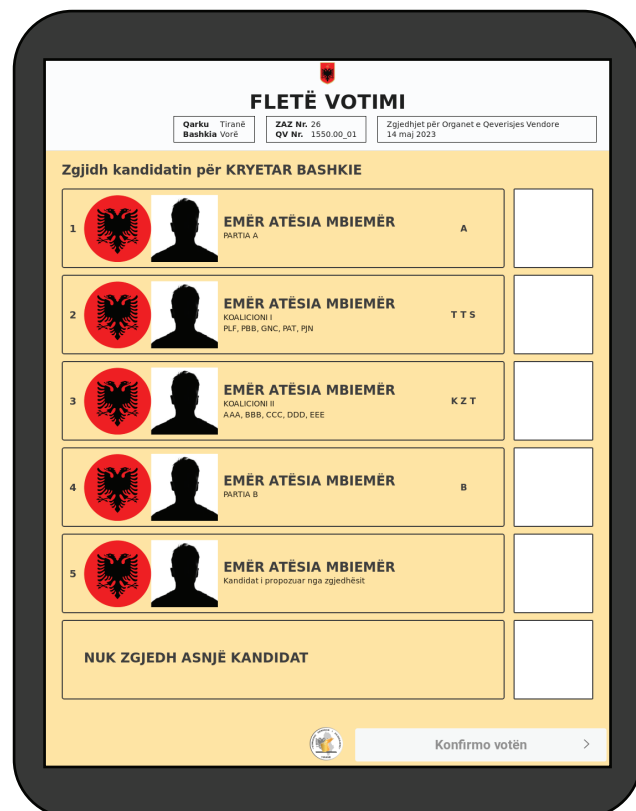 FLETË VOTIMI
Qarku Tiranë
Bashkia Vorë
ZAZ Nr. 26
QV Nr. 1550.00_01
Zgjedhjet për Organet e Qeverisjes Vendore
14 maj 2023
Zgjidh kandidatin për KRYETAR BASHKIE
1
EMËR ATËSIA MBIEMËR
PARTIA A
A
2
EMËR ATËSIA MBIEMËR
KOALICIONI I
PLF, PBB, GNC, PAT, PJN
T T S
3
EMËR ATËSIA MBIEMËR
KOALICIONI II
AAA, BBB, CCC, DDD, EEE
K Z T
4
EMËR ATËSIA MBIEMËR
PARTIA B
B
5
EMËR ATËSIA MBIEMËR
Kandidat i propozuar nga zgjedhësit
NUK ZGJEDH ASNJË KANDIDAT
Konfirmo votën